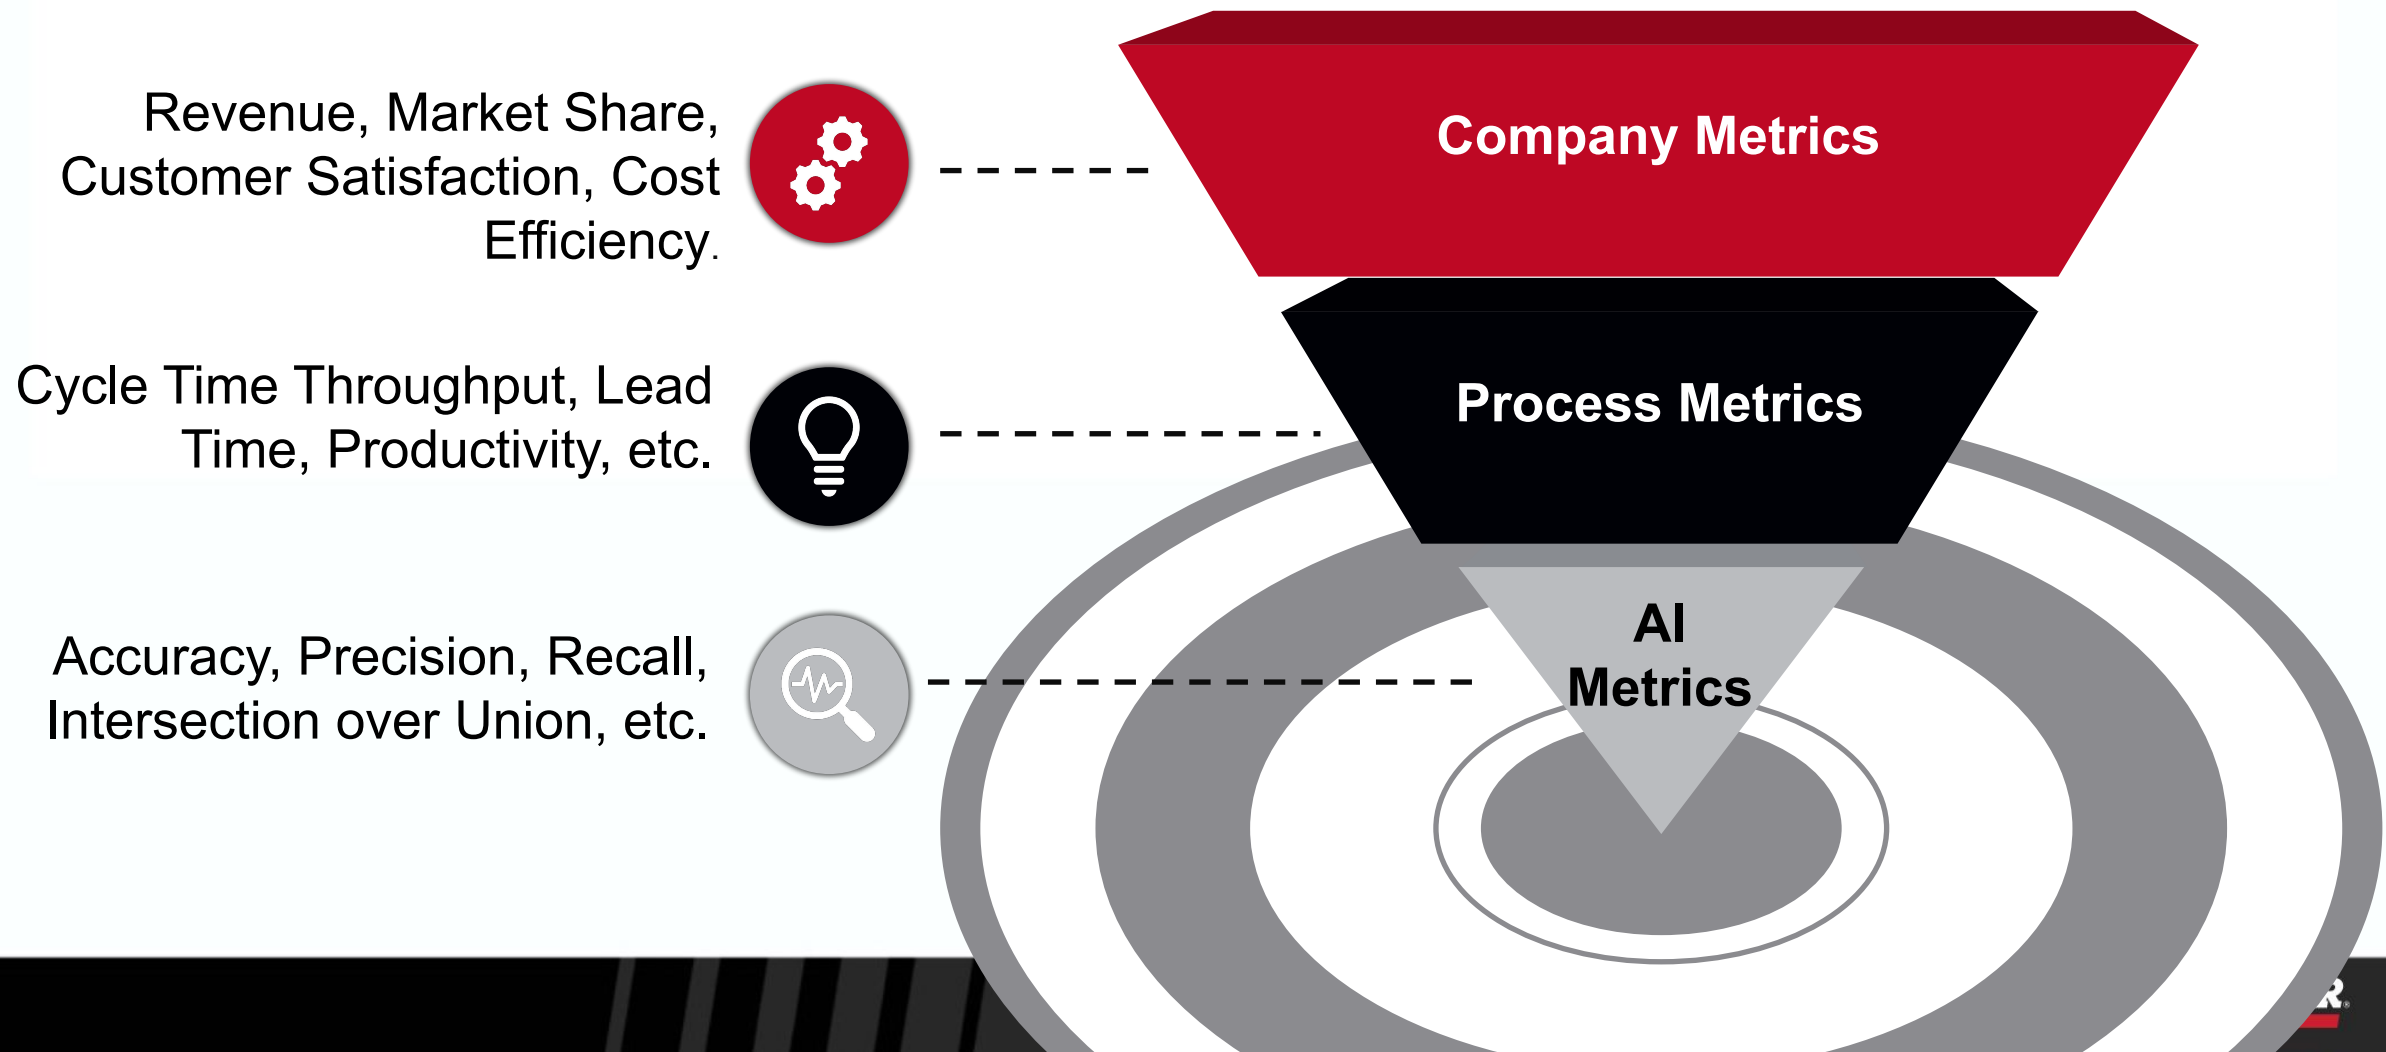 Revenue, Market Share,
Customer Satisfaction, Cost
Efficiency.
Company Metrics
Cycle Time Throughput, Lead
Time, Productivity, etc.
Process Metrics
Accuracy, Precision, Recall,
Intersection over Union, etc.
AI
Metrics